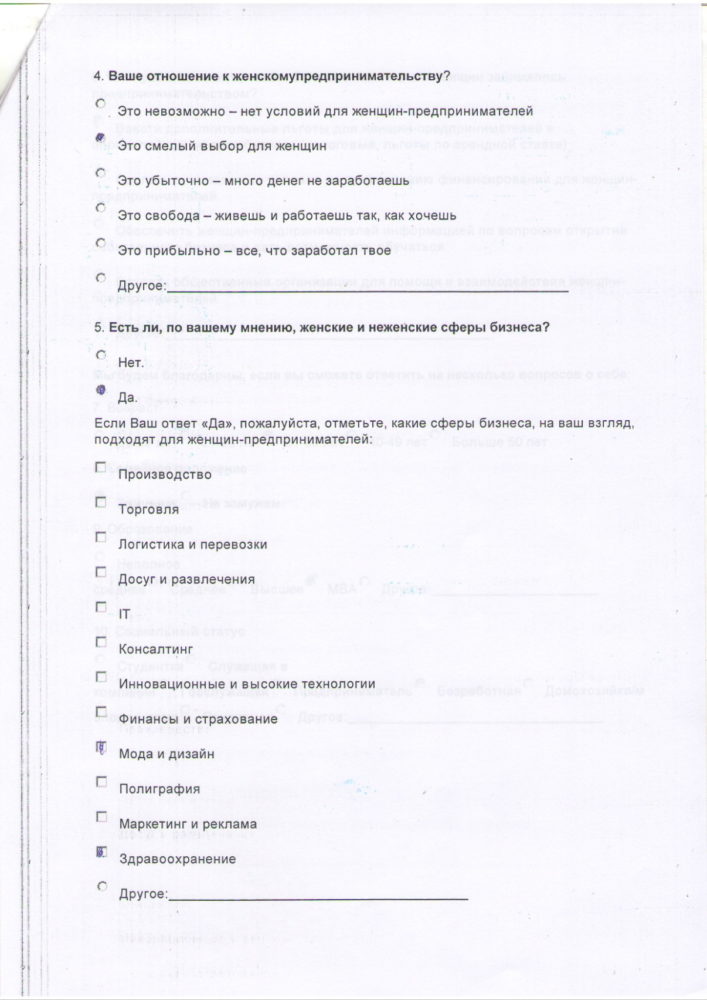 4. Ваше отношение к женскомупредпринимательству?
Это невозможно – нет условий для женщин-предпринимателей
Это смелый выбор для женщин
Это убыточно – много денег не заработаешь
Это свобода – живешь и работаешь так, как хочешь
Это прибыльно – все, что заработал твое
Другое:
5. Есть ли, по вашему мнению, женские и неженские сферы бизнеса?
Нет.
Да.
Если Ваш ответ «Да», пожалуйста, отметьте, какие сферы бизнеса, на ваш взгляд,
подходят для женщин-предпринимателей:
Производство
Торговля
Логистика и перевозки
Досуг и развлечения
IT
Консалтинг
Инновационные и высокие технологии
Финансы и страхование
Мода и дизайн
Полиграфия
Маркетинг и реклама
Здравоохранение
Другое: